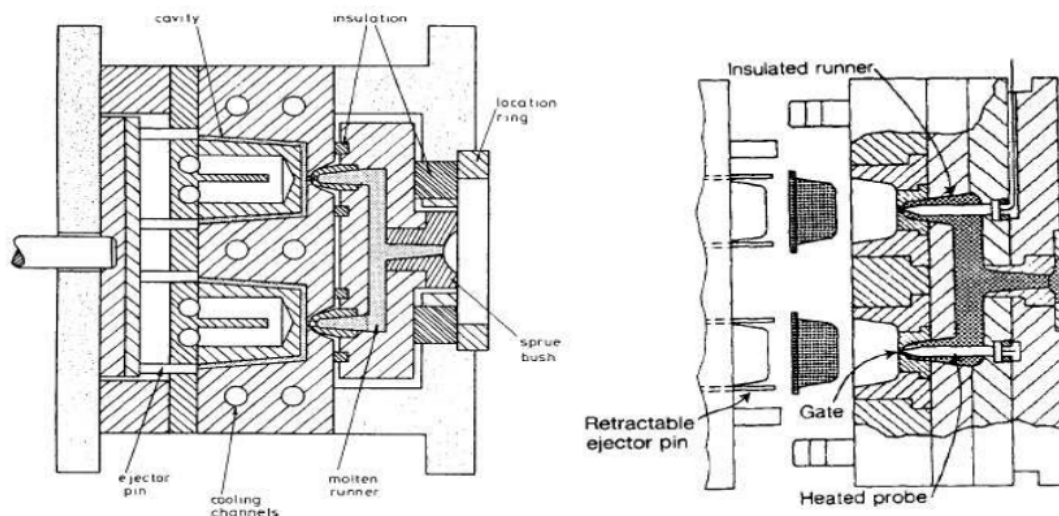 cavity
insulation
location
ring
sprue
bush
molten
runner
cooling
channels
ejector
pin
Insulated runner
Retractable
ejector pin
Gate
Heated probe